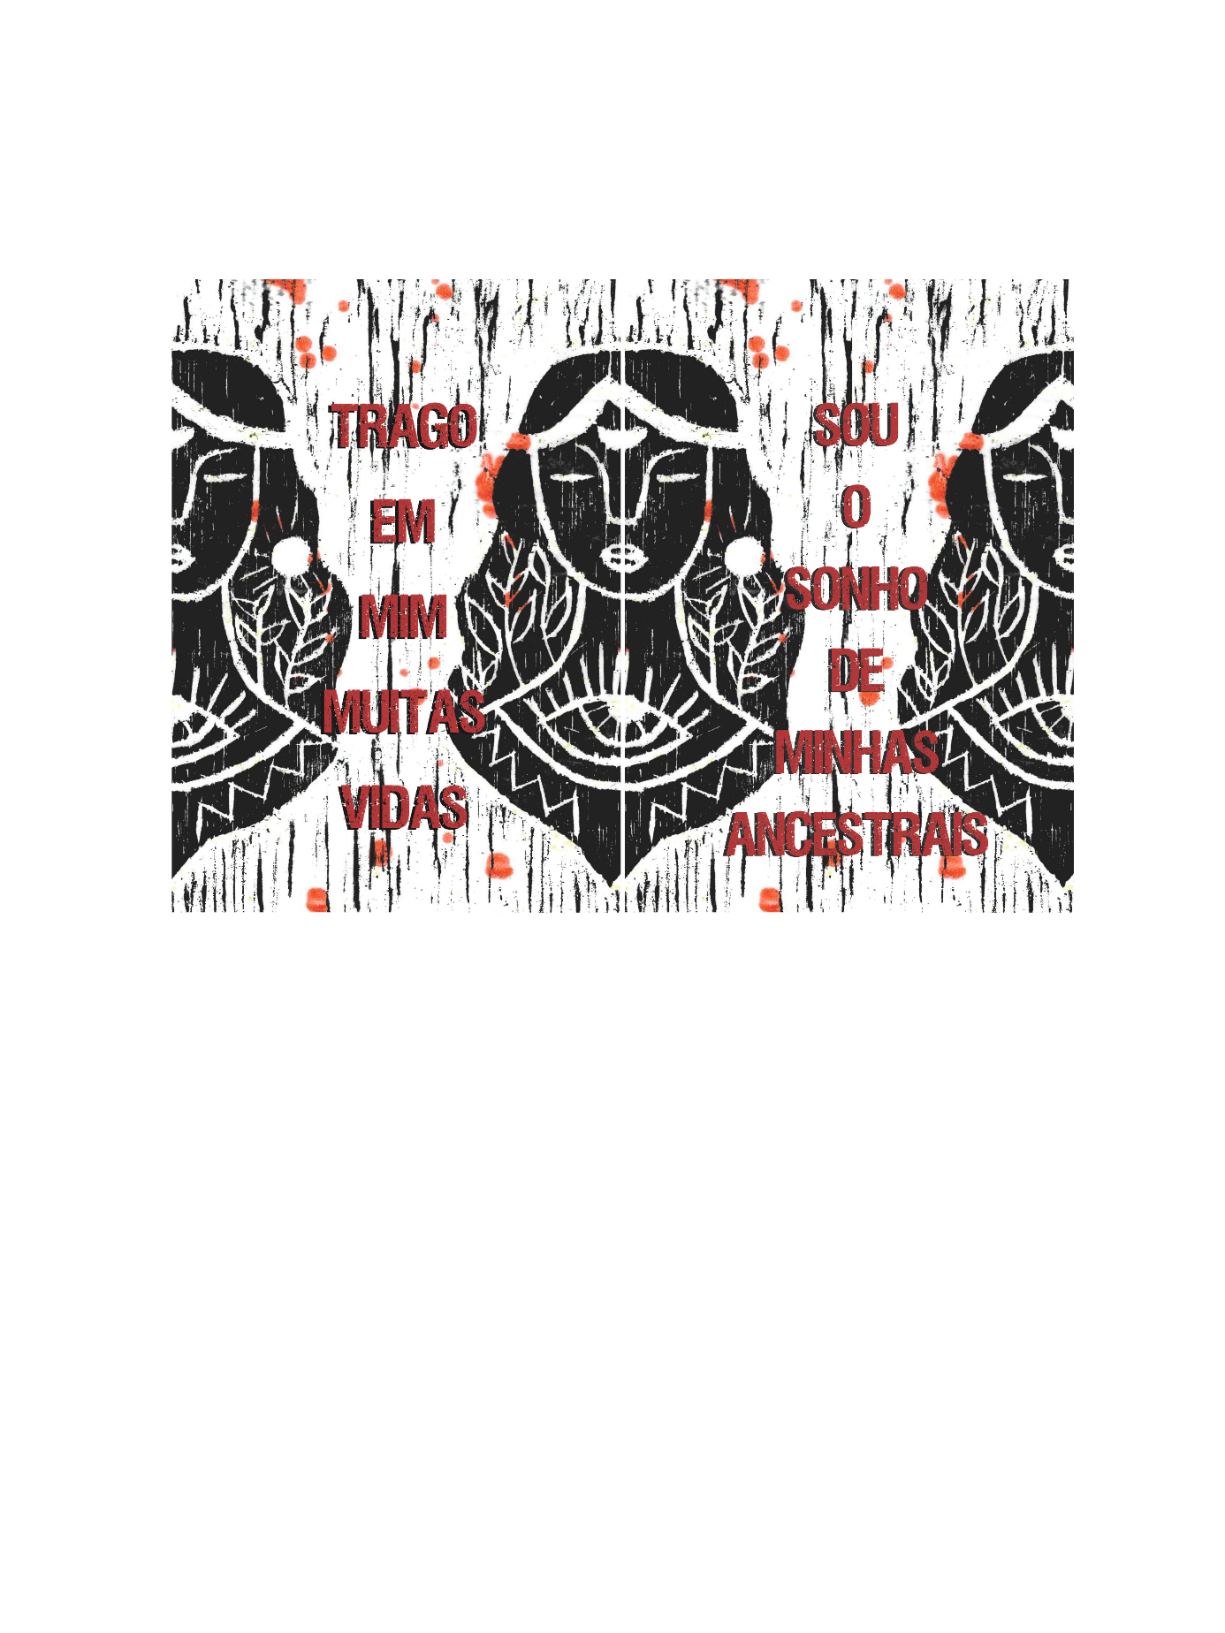 TRAGO
EM
MIM
MUITAS
VIDAS
SOU
O
SONHO
DE
MINHAS
ANCESTRAIS